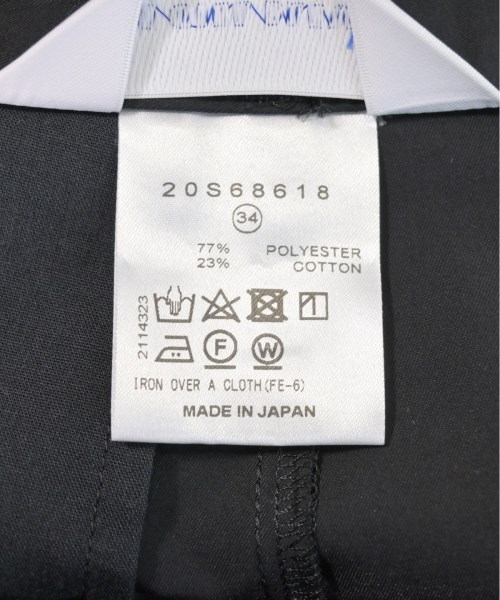 20S68618
34
77% POLYESTER
23% COTTON
2114323
F W
IRON OVER A CLOTH(FE-6)
MADE IN JAPAN